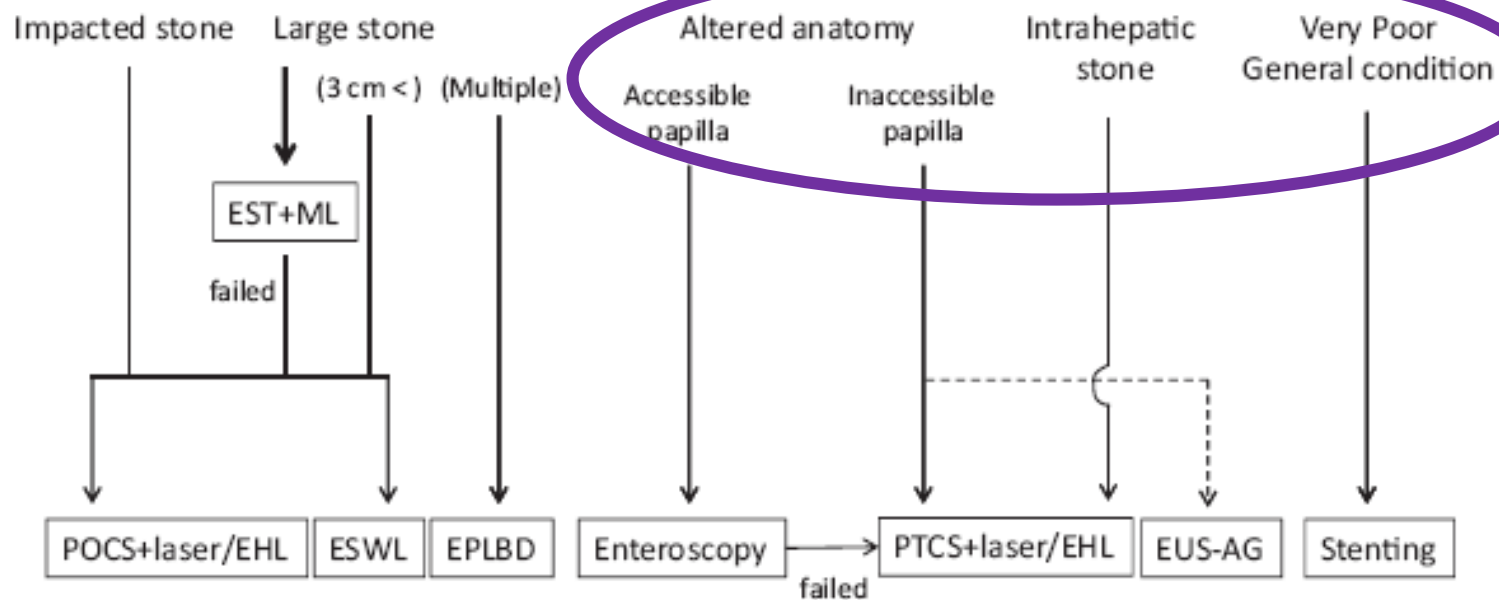 Impacted stone
Large stone
(3 cm < )
(Multiple)
Altered anatomy
Accessible
papilla
Inaccessible
papilla
Intrahepatic
stone
Very Poor
General condition
EST+ML
failed
POCS+laser/EHL
ESWL
EPLBD
Enteroscopy
failed
PTCS+laser/EHL
EUS-AG
Stenting